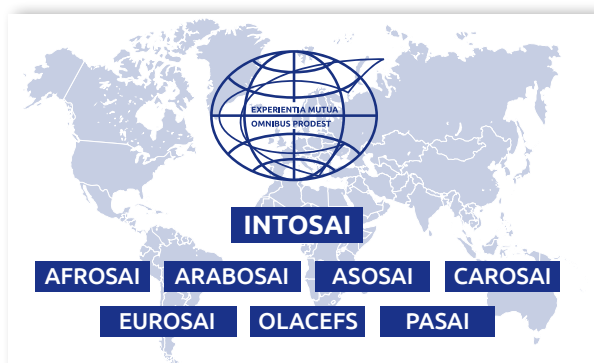 EXPERIENTIA MUTUA
OMNIBUS PRODEST
INTOSAI
AFROSAI ARABOSAI ASOSAI CAROSAI
EUROSAI OLACEFS PASAI